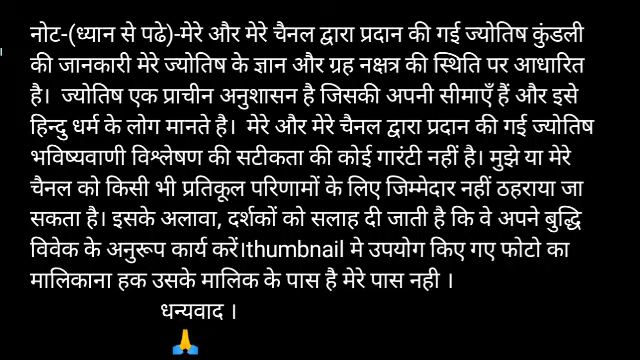 नोट-(ध्यान से पढे)-मेरे और मेरे चैनल द्वारा प्रदान की गई ज्योतिष कुंडली
की जानकारी मेरे ज्योतिष के ज्ञान और ग्रह नक्षत्र की स्थिति पर आधारित
है। ज्योतिष एक प्राचीन अनुशासन है जिसकी अपनी सीमाएँ हैं और इसे
हिन्दु धर्म के लोग मानते है। मेरे और मेरे चैनल द्वारा प्रदान की गई ज्योतिष
भविष्यवाणी विश्लेषण की सटीकता की कोई गारंटी नहीं है। मुझे या मेरे
चैनल को किसी भी प्रतिकूल परिणामों के लिए जिम्मेदार नहीं ठहराया जा
सकता है। इसके अलावा, दर्शकों को सलाह दी जाती है कि वे अपने बुद्धि
विवेक के अनुरूप कार्य करें।thumbnail मे उपयोग किए गए फोटो का
मालिकाना हक उसके मालिक के पास है मेरे पास नही ।
धन्यवाद ।
🙏